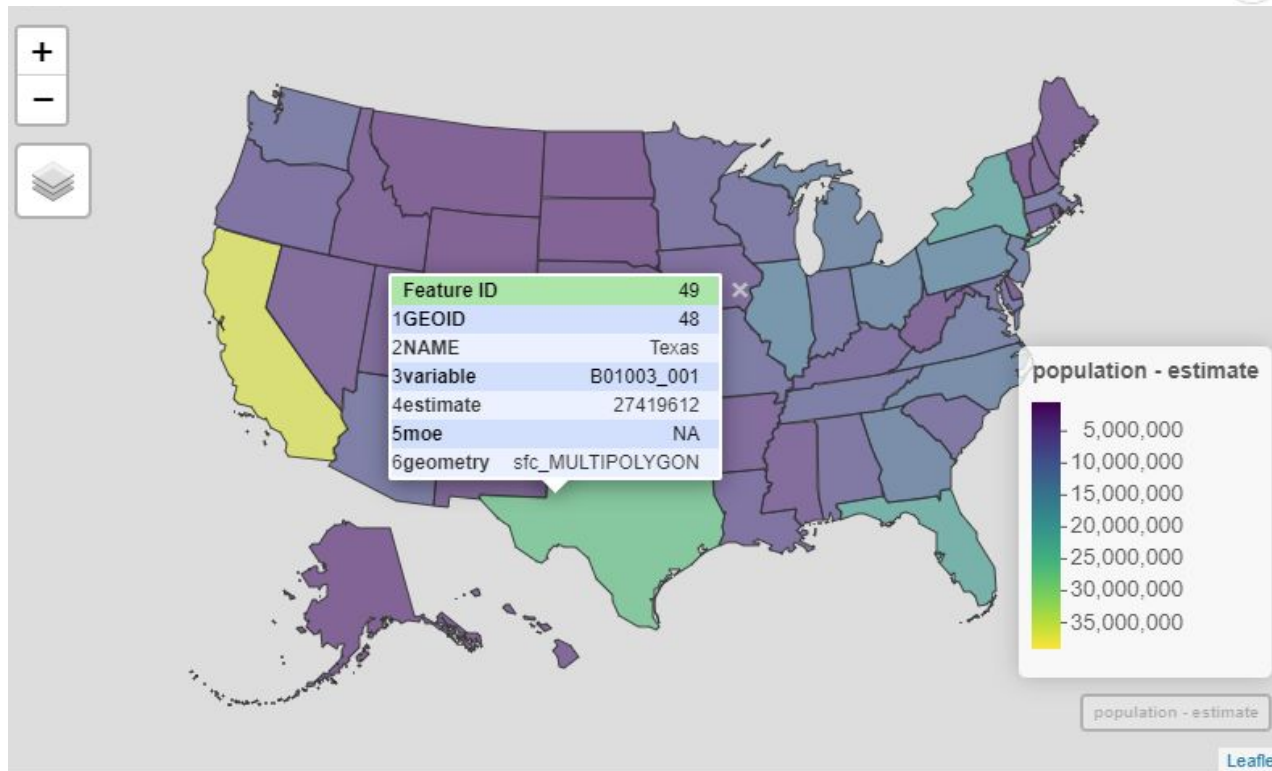 +
−
Feature ID 49
×
1GEOID 48
2NAME Texas
3variable B01003_001
4estimate 27419612
5moe NA
6geometry sfc_MULTIPOLYGON
population - estimate
5,000,000
10,000,000
15,000,000
20,000,000
25,000,000
30,000,000
35,000,000
population - estimate
Leafle